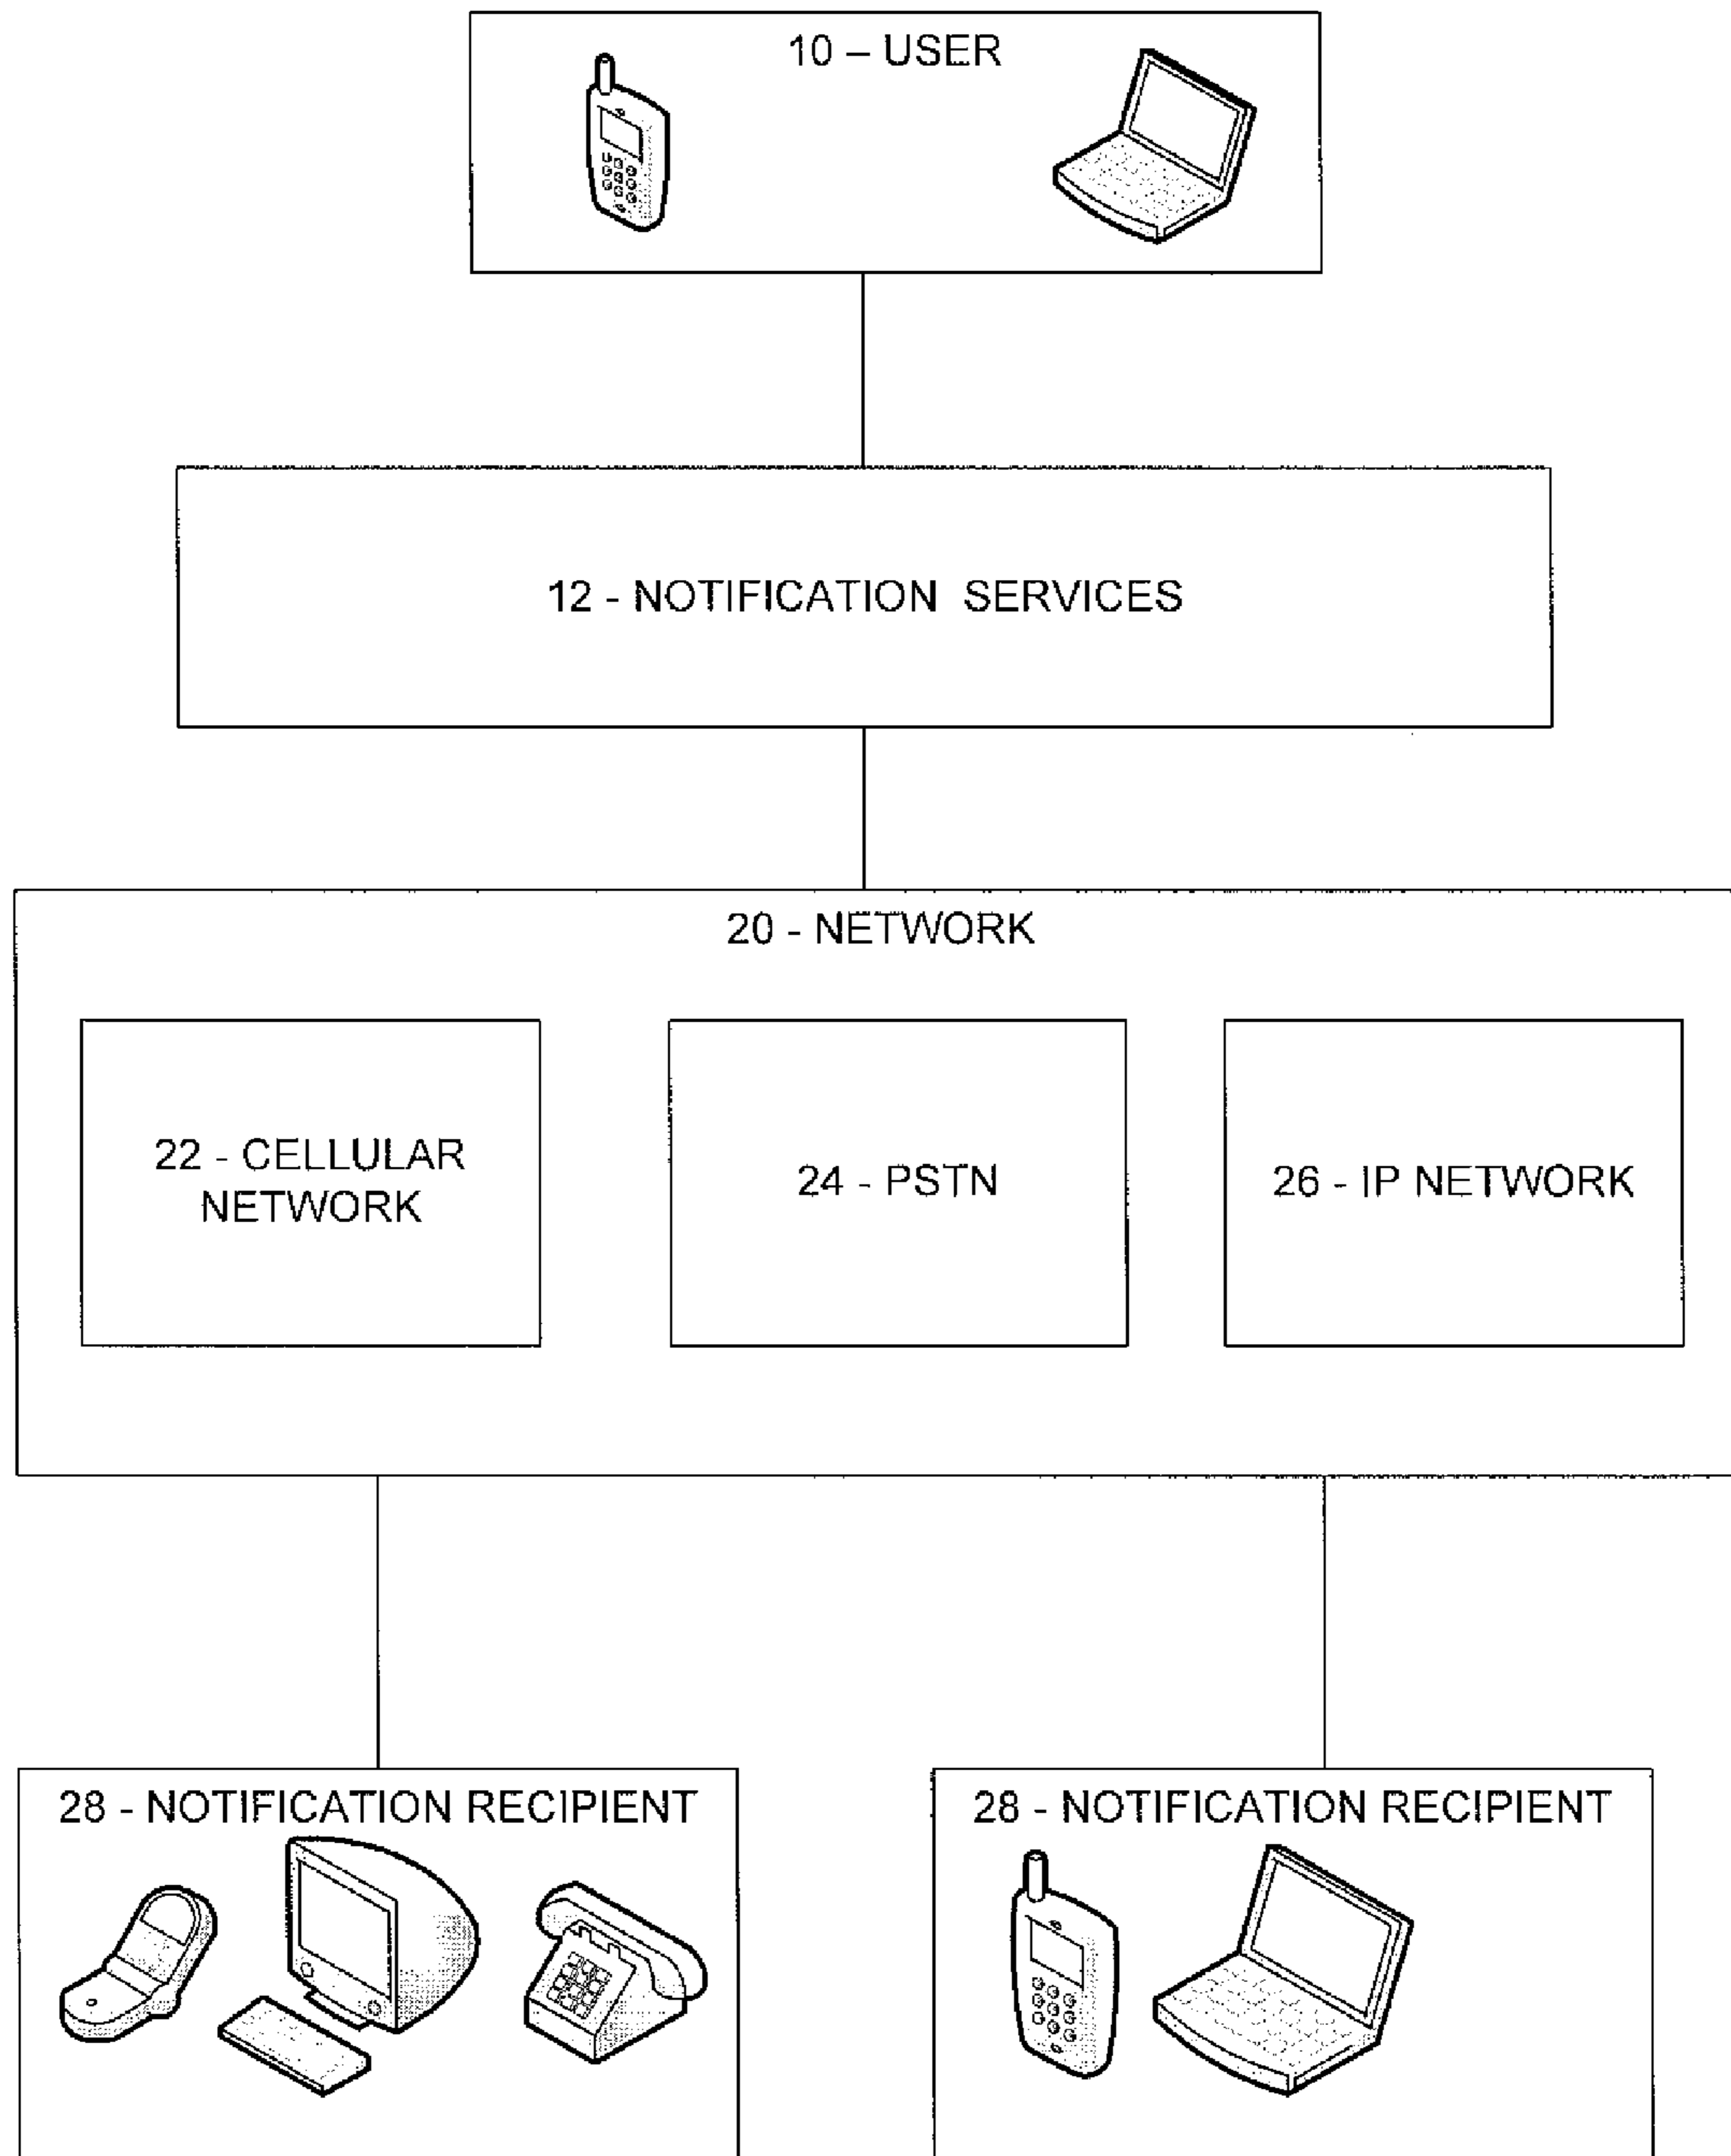 10 – USER
12 - NOTIFICATION SERVICES
20 - NETWORK
22 - CELLULAR
NETWORK
24 - PSTN
26 - IP NETWORK
28 - NOTIFICATION RECIPIENT
28 - NOTIFICATION RECIPIENT